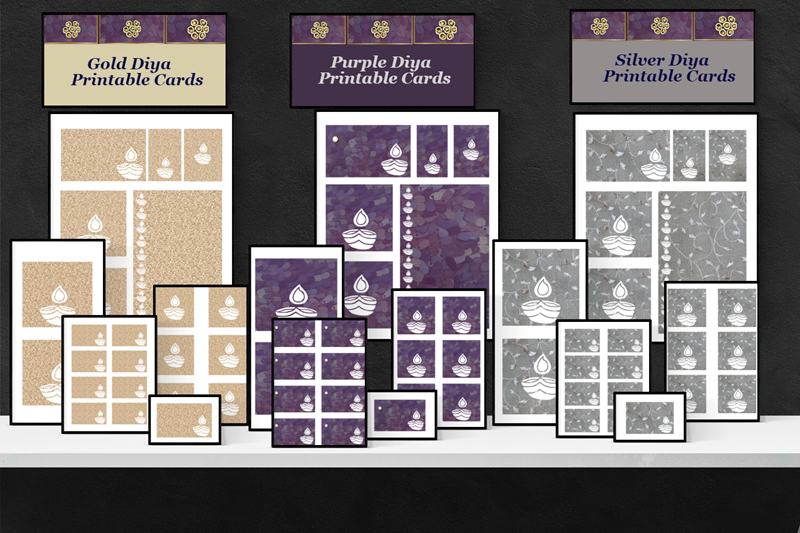 Gold Diya
Printable Cards
Purple Diya
Printable Cards
Silver Diya
Printable Cards